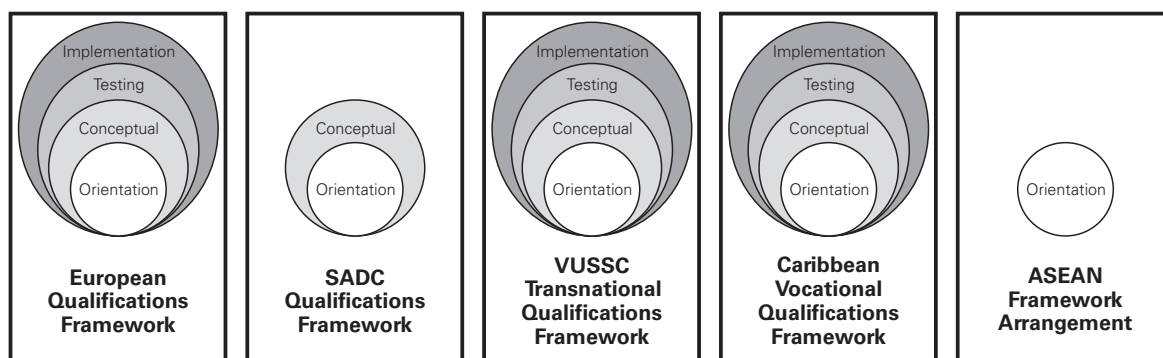 Implementation
Testing
Conceptual
Orientation
European
Qualifications
Framework
Conceptual
Orientation
SADC
Qualifications
Framework
Implementation
Testing
Conceptual
Orientation
VUSSC
Transnational
Qualifications
Framework
Implementation
Testing
Conceptual
Orientation
Caribbean
Vocational
Qualifications
Framework
Orientation
ASEAN
Framework
Arrangement